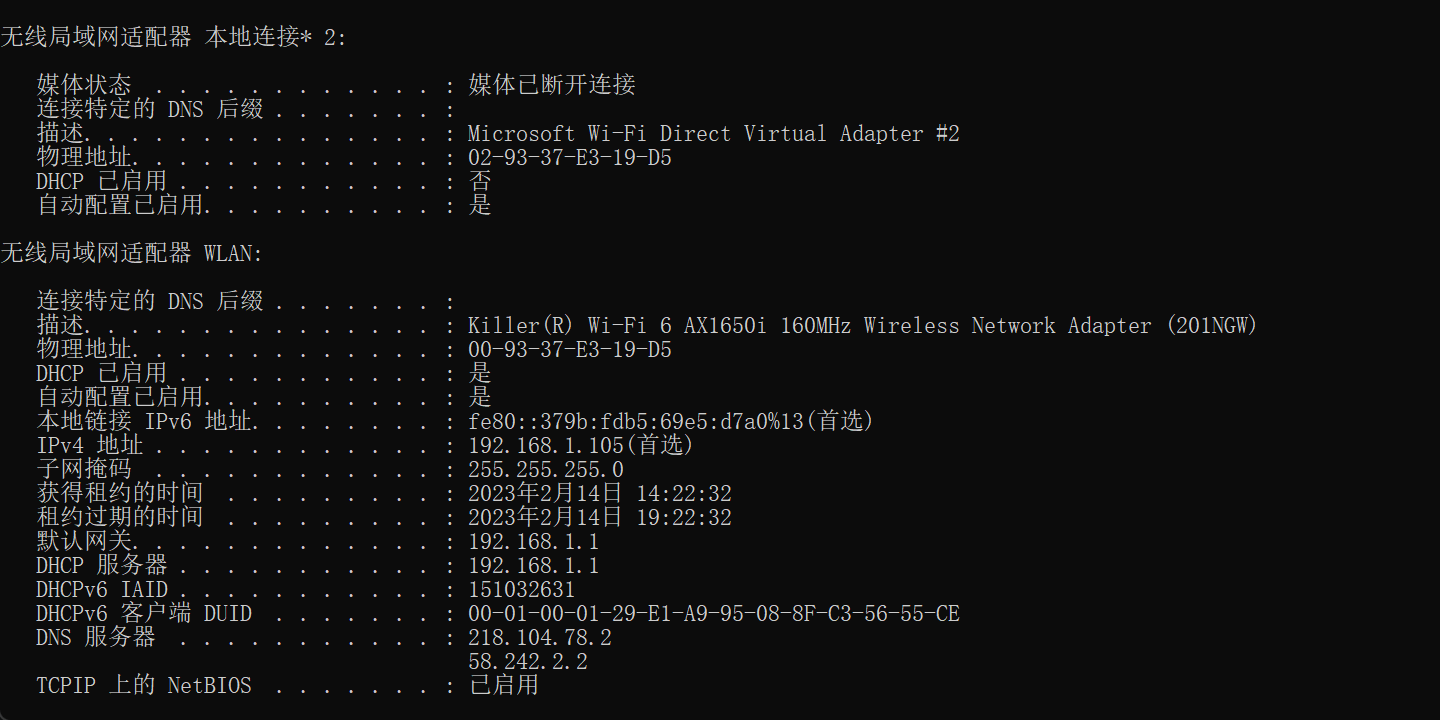 无线局域网适配器 本地连接* 2:
媒体状态  . . . . . . . . . . . . : 媒体已断开连接
连接特定的 DNS 后缀 . . . . . . . :
描述. . . . . . . . . . . . . . . : Microsoft Wi-Fi Direct Virtual Adapter #2
物理地址. . . . . . . . . . . . . : 02-93-37-E3-19-D5
DHCP 已启用 . . . . . . . . . . . : 否
自动配置已启用. . . . . . . . . . : 是
无线局域网适配器 WLAN:
连接特定的 DNS 后缀 . . . . . . . :
描述. . . . . . . . . . . . . . . : Killer(R) Wi-Fi 6 AX1650i 160MHz Wireless Network Adapter (201NGW)
物理地址. . . . . . . . . . . . . : 00-93-37-E3-19-D5
DHCP 已启用 . . . . . . . . . . . : 是
自动配置已启用. . . . . . . . . . : 是
本地链接 IPv6 地址. . . . . . . . : fe80::379b:fdb5:69e5:d7a0%13(首选)
IPv4 地址 . . . . . . . . . . . . : 192.168.1.105(首选)
子网掩码  . . . . . . . . . . . . : 255.255.255.0
获得租约的时间  . . . . . . . . . : 2023年2月14日 14:22:32
租约过期的时间  . . . . . . . . . : 2023年2月14日 19:22:32
默认网关. . . . . . . . . . . . . : 192.168.1.1
DHCP 服务器 . . . . . . . . . . . : 192.168.1.1
DHCPv6 IAID . . . . . . . . . . . : 151032631
DHCPv6 客户端 DUID  . . . . . . . : 00-01-00-01-29-E1-A9-95-08-8F-C3-56-55-CE
DNS 服务器  . . . . . . . . . . . : 218.104.78.2
58.242.2.2
TCPIP 上的 NetBIOS  . . . . . . . : 已启用